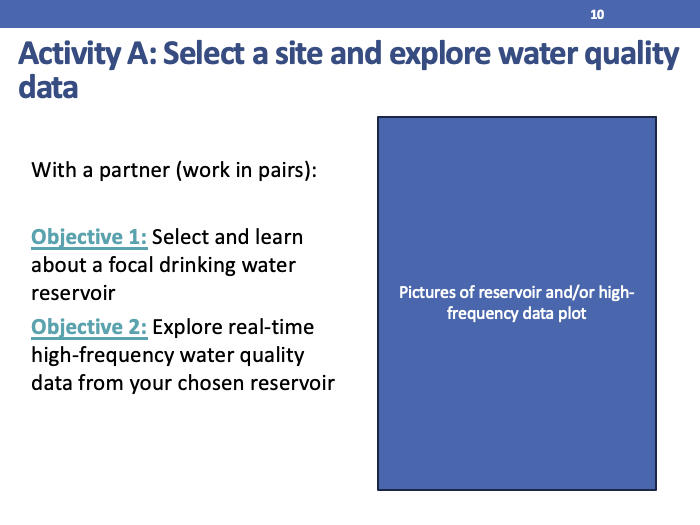 10
Activity A: Select a site and explore water quality
data
With a partner (work in pairs):
Objective 1: Select and learn
about a focal drinking water
reservoir
Objective 2: Explore real-time
high-frequency water quality
data from your chosen reservoir
Pictures of reservoir and/or high-
frequency data plot